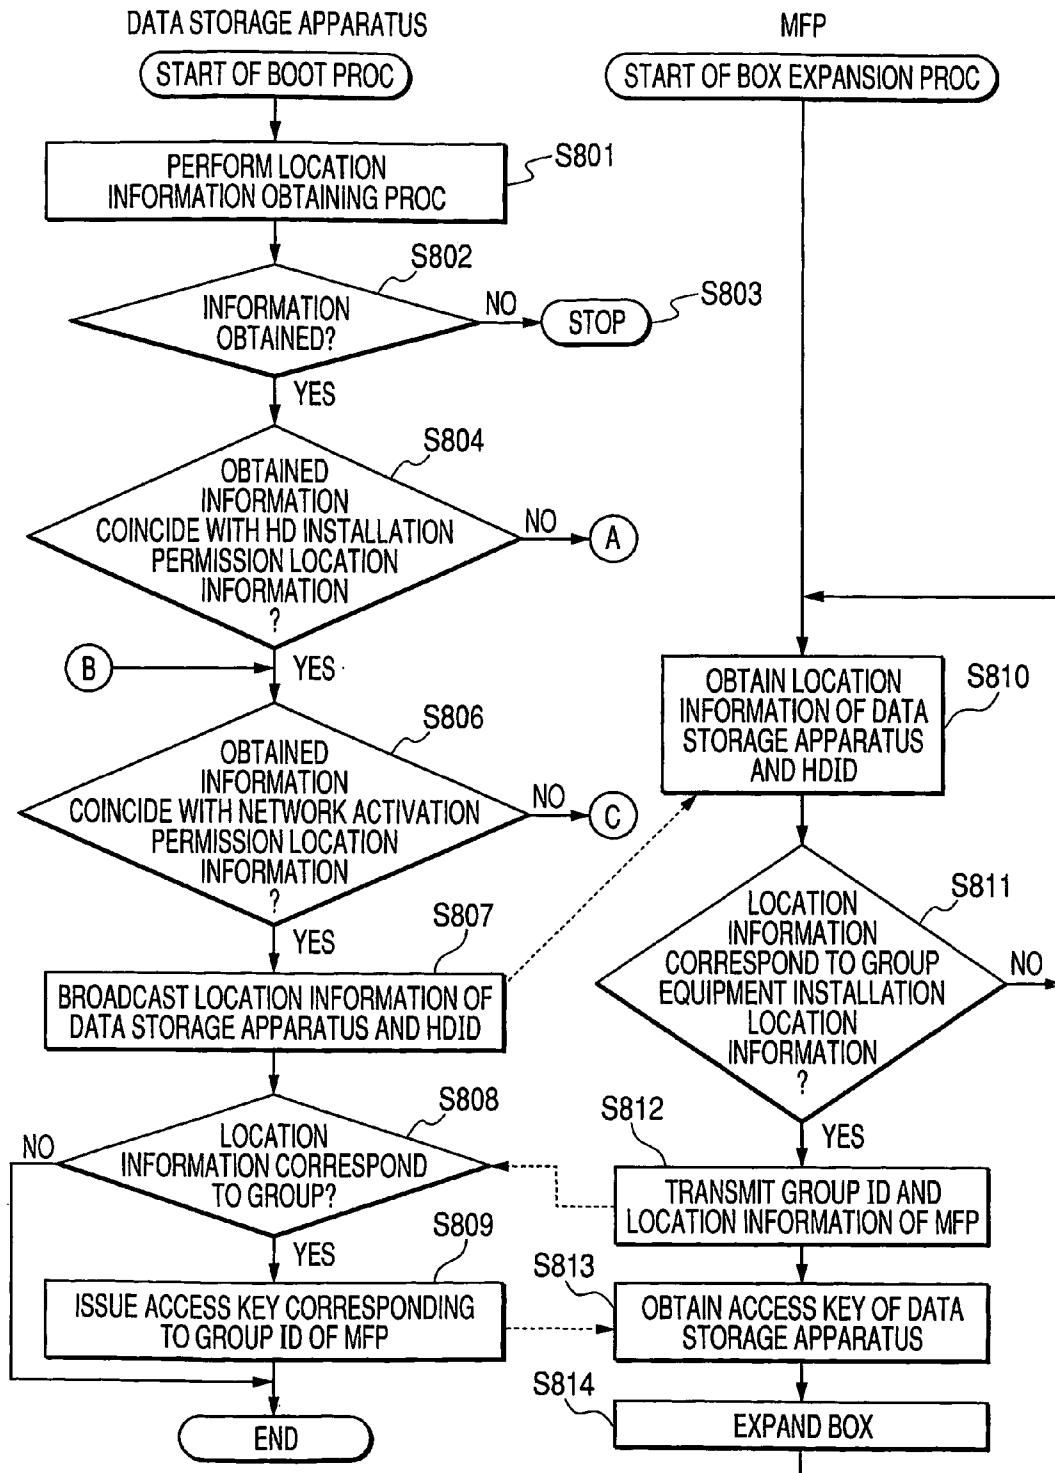 DATA STORAGE APPARATUS
START OF BOOT PROC
PERFORM LOCATION
INFORMATION OBTAINING PROC
S801
S802
INFORMATION
OBTAINED?
NO
STOP
S803
YES
S804
OBTAINED
INFORMATION
COINCIDE WITH HD INSTALLATION
PERMISSION LOCATION
INFORMATION
?
NO
A
B
YES
S806
OBTAINED
INFORMATION
COINCIDE WITH NETWORK ACTIVATION
PERMISSION LOCATION
INFORMATION
?
NO
C
YES
S807
BROADCAST LOCATION INFORMATION OF
DATA STORAGE APPARATUS AND HDID
S808
NO
LOCATION
INFORMATION CORRESPOND
TO GROUP?
YES
S809
ISSUE ACCESS KEY CORRESPONDING
TO GROUP ID OF MFP
END
MFP
START OF BOX EXPANSION PROC
S810
OBTAIN LOCATION
INFORMATION OF DATA
STORAGE APPARATUS
AND HDID
S811
LOCATION
INFORMATION
CORRESPOND TO GROUP
EQUIPMENT INSTALLATION
LOCATION
INFORMATION
?
NO
YES
S812
TRANSMIT GROUP ID AND
LOCATION INFORMATION OF MFP
S813
OBTAIN ACCESS KEY OF DATA
STORAGE APPARATUS
S814
EXPAND BOX